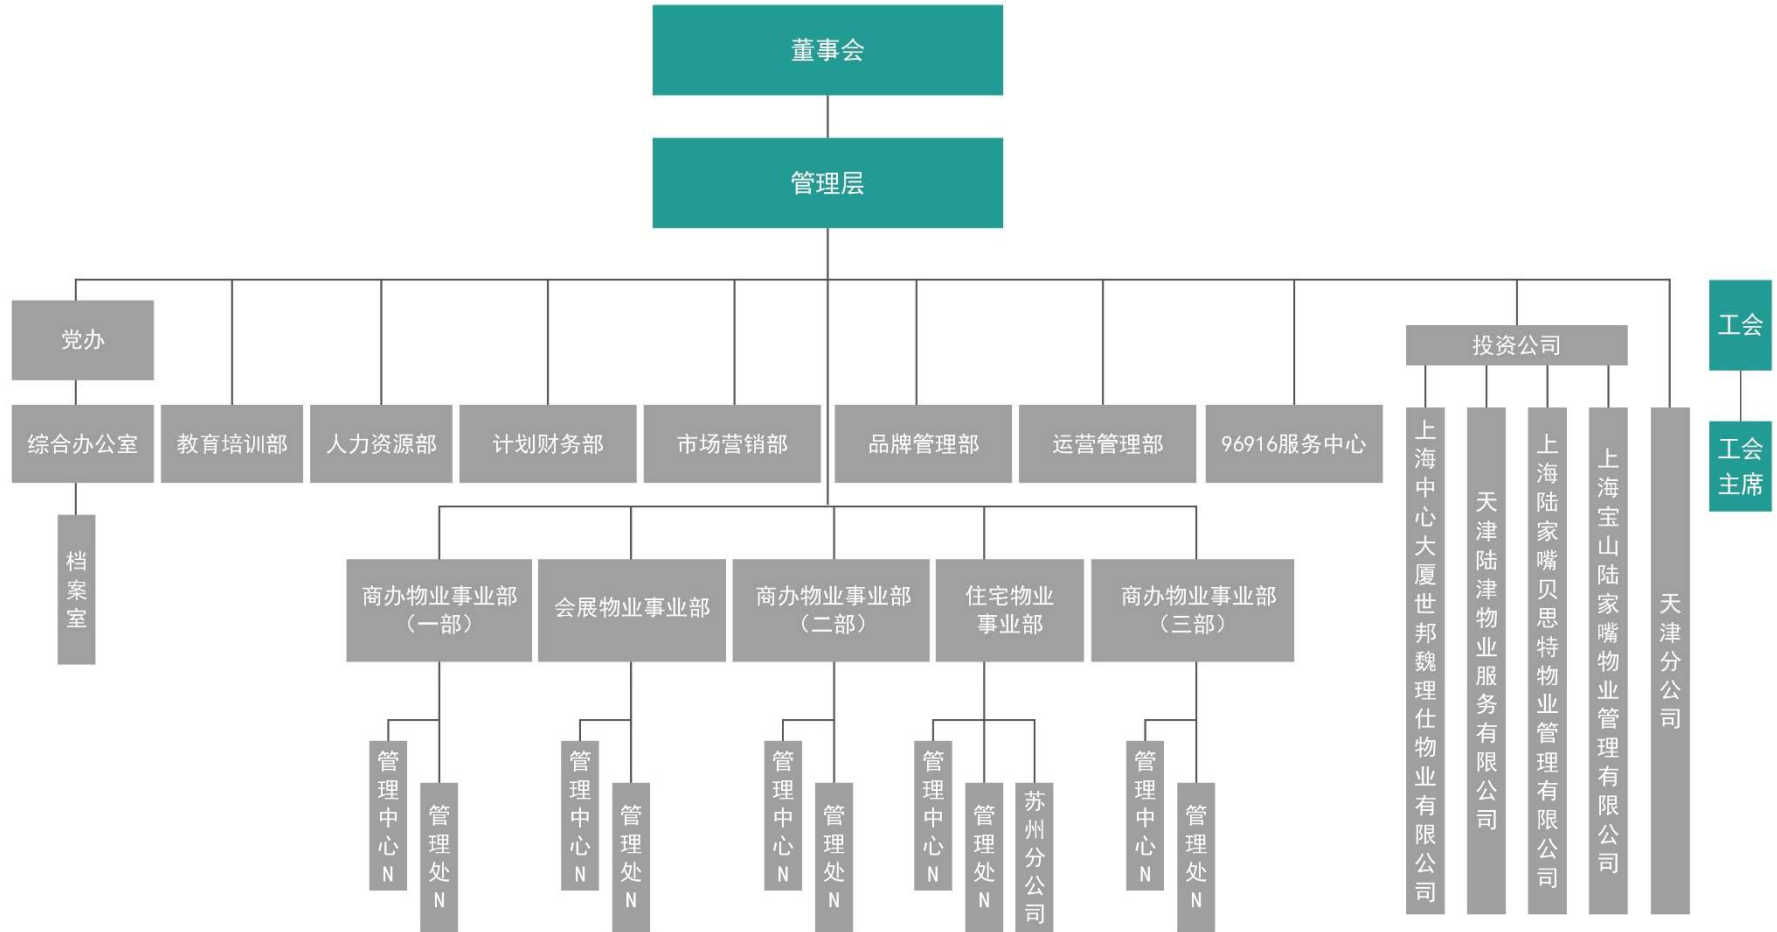 董事会
管理层
党办
工会
投资公司
综合办公室
教育培训部
人力资源部
计划财务部
市场营销部
品牌管理部
运营管理部
96916服务中心
工会
主席
档案室
上海中心大厦世邦魏理仕物业有限公司
天津陆津物业服务有限公司
上海陆家嘴贝思特物业管理有限公司
上海宝山陆家嘴物业管理有限公司
天津分公司
商办物业事业部
（一部）
会展物业事业部
商办物业事业部
（二部）
住宅物业
事业部
商办物业事业部
（三部）
管理中心N
管理处N
管理中心N
管理处N
管理中心N
管理处N
管理中心N
管理处N
苏州分公司
管理中心N
管理处N